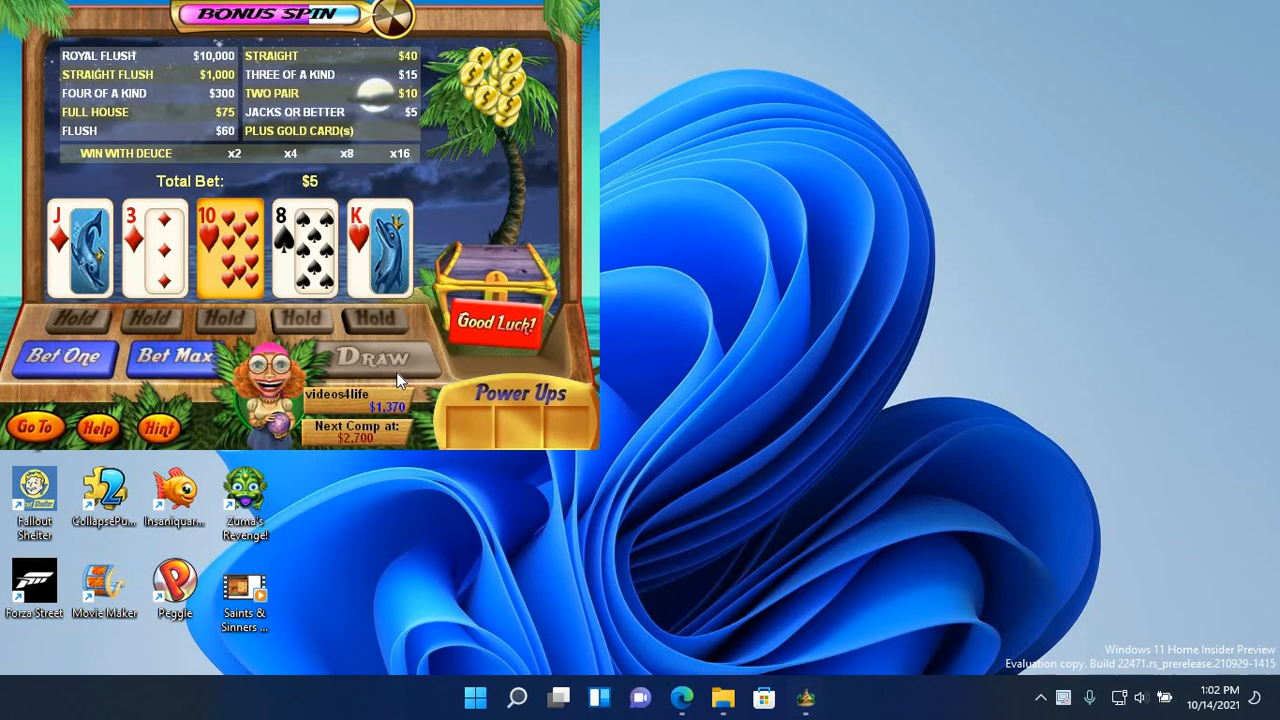 BONUS SPIN
ROYAL FLUSH $10,000 STRAIGHT $40
STRAIGHT FLUSH $1,000 THREE OF A KIND $15
FOUR OF A KIND $300 TWO PAIR $10
FULL HOUSE $75 JACKS OR BETTER $5
FLUSH $60 PLUS GOLD CARD(s)
WIN WITH DEUCE x2 x4 x8 x16
Total Bet: $5
J 3 10 8 K
Good Luck!
Hold Hold Hold Hold Hold
Bet One Bet Max DRAW
videos4life
$1,370
Next Comp at:
$2,700
Power Ups
Go To Help Hint
Fallout Shelter
CollapsePu...
Insaniquar...
Zuma's Revenge!
Forza Street
Movie Maker
Peggle
Saints & Sinners ...
Windows 11 Home Insider Preview
Evaluation copy. Build 22471.rs_prerelease.210929-1415
1:02 PM
10/14/2021